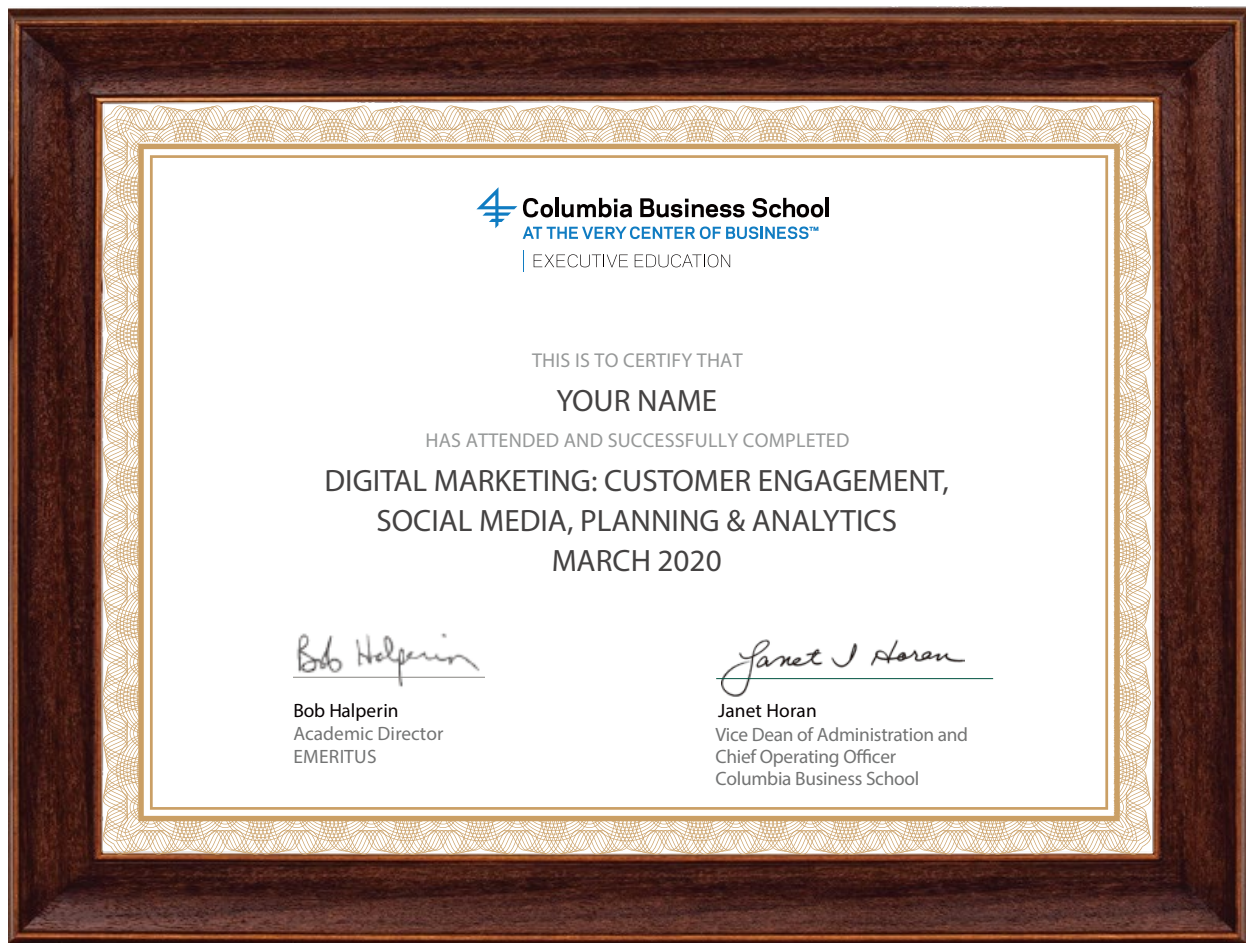 Columbia Business School
AT THE VERY CENTER OF BUSINESS™
EXECUTIVE EDUCATION
THIS IS TO CERTIFY THAT
YOUR NAME
HAS ATTENDED AND SUCCESSFULLY COMPLETED
DIGITAL MARKETING: CUSTOMER ENGAGEMENT,
SOCIAL MEDIA, PLANNING & ANALYTICS
MARCH 2020
Bob Halperin
Bob Halperin
Academic Director
EMERITUS
Janet J Horan
Janet Horan
Vice Dean of Administration and
Chief Operating Officer
Columbia Business School